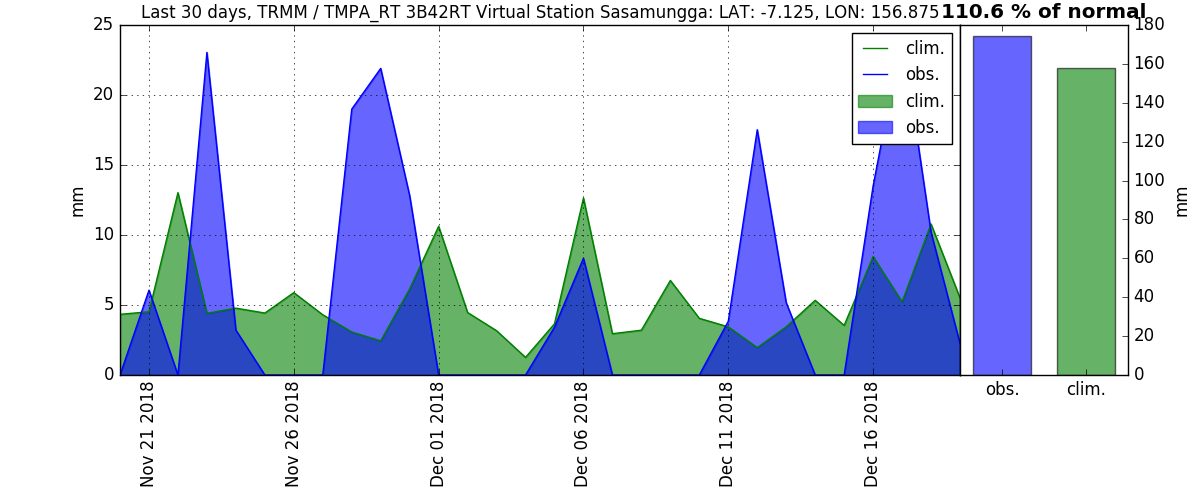 Last 30 days, TRMM / TMPA_RT 3B42RT Virtual Station Sasamungga: LAT: -7.125, LON: 156.875
110.6 % of normal
25
20
15
10
5
0
mm
clim.
obs.
clim.
obs.
Nov 21 2018
Nov 26 2018
Dec 01 2018
Dec 06 2018
Dec 11 2018
Dec 16 2018
180
160
140
120
100
80
60
40
20
0
mm
obs.
clim.